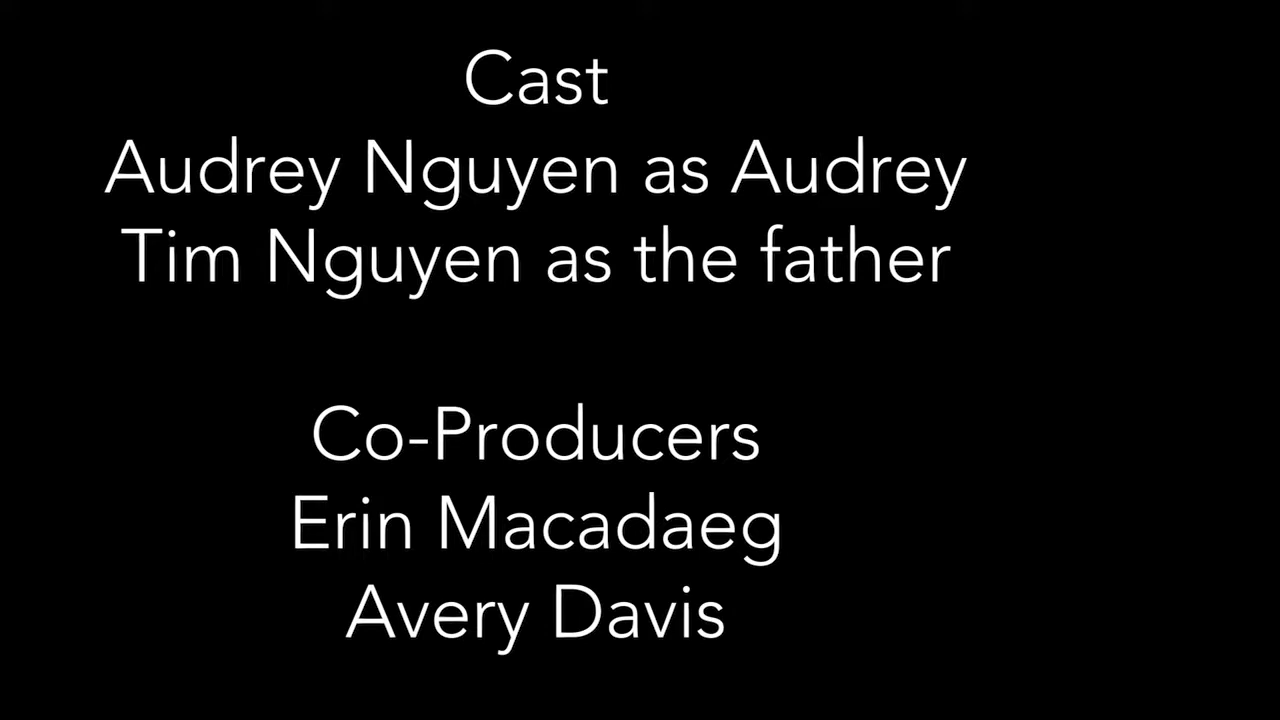 Cast
Audrey Nguyen as Audrey
Tim Nguyen as the father
Co-Producers
Erin Macadaeg
Avery Davis